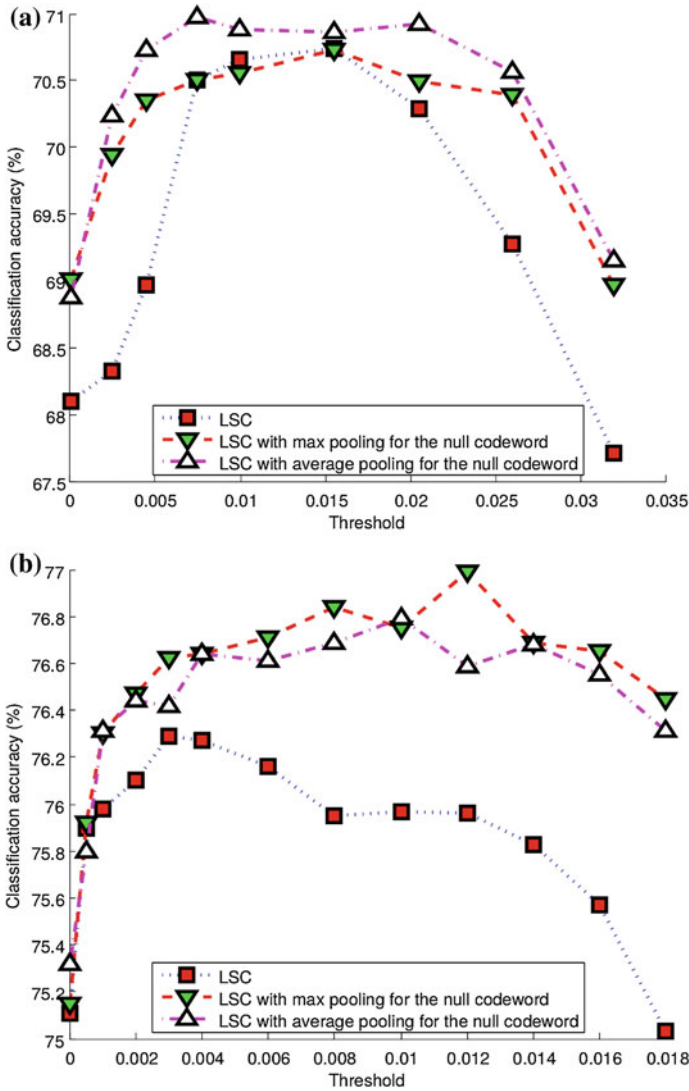 (a)
71
70.5
70
69.5
69
68.5
68
67.5
Classification accuracy (%)
LSC
LSC with max pooling for the null codeword
LSC with average pooling for the null codeword
0 0.005 0.01 0.015 0.02 0.025 0.03 0.035
Threshold
(b)
77
76.8
76.6
76.4
76.2
76
75.8
75.6
75.4
75.2
75
Classification accuracy (%)
LSC
LSC with max pooling for the null codeword
LSC with average pooling for the null codeword
0 0.002 0.004 0.006 0.008 0.01 0.012 0.014 0.016 0.018
Threshold